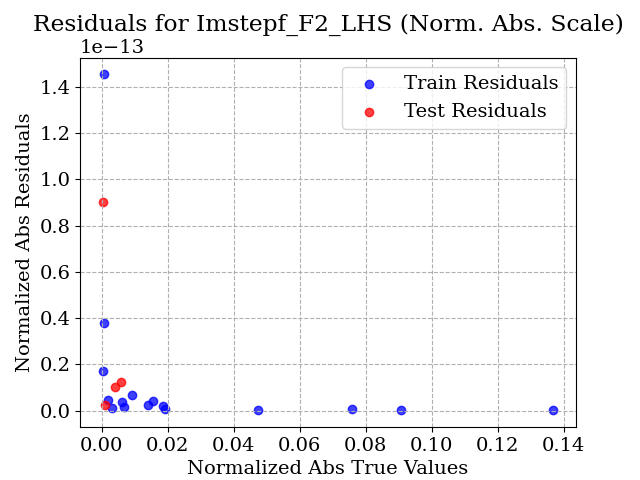 Residuals for Imstepf_F2_LHS (Norm. Abs. Scale)
1e−13
Train Residuals
Test Residuals
Normalized Abs Residuals
1.4
1.2
1.0
0.8
0.6
0.4
0.2
0.0
0.00 0.02 0.04 0.06 0.08 0.10 0.12 0.14
Normalized Abs True Values